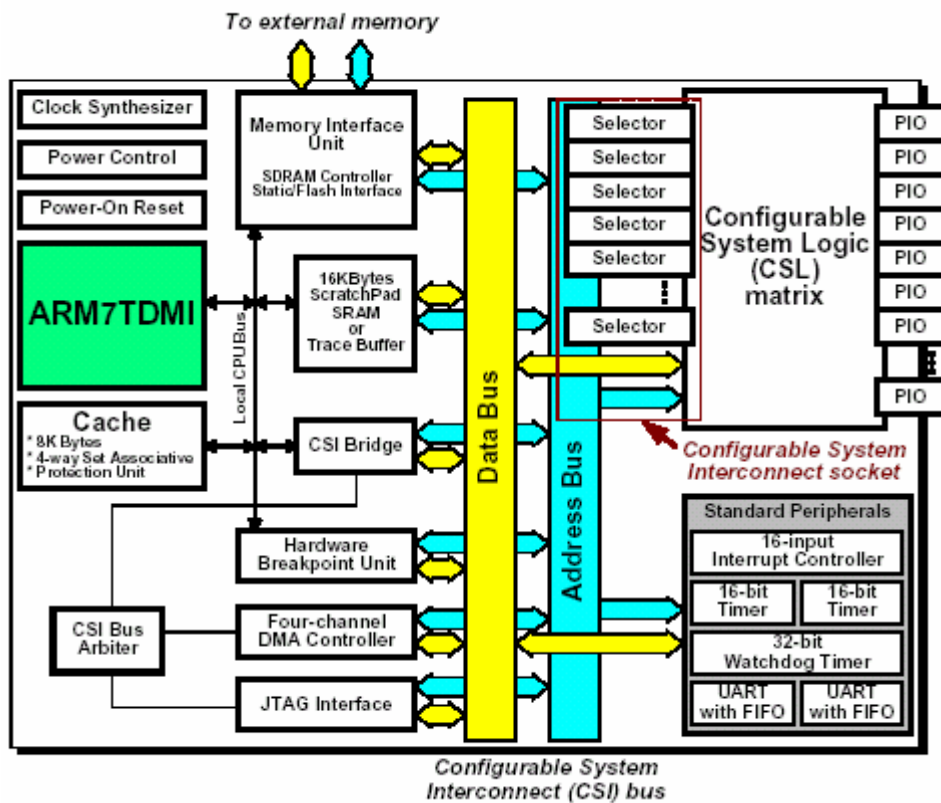 To external memory
Clock Synthesizer
Power Control
Power-On Reset
ARM7TDMI
Cache
* 8K Bytes
* 4-way Set Associative
* Protection Unit
CSI Bus
Arbiter
Local CPU Bus
Memory Interface
Unit
SDRAM Controller
Static/Flash Interface
16KBytes
ScratchPad
SRAM
or
Trace Buffer
CSI Bridge
Hardware
Breakpoint Unit
Four-channel
DMA Controller
JTAG Interface
Data Bus
Address Bus
Selector
Selector
Selector
Selector
Selector
Selector
Configurable
System Logic
(CSL)
matrix
PIO
PIO
PIO
PIO
PIO
PIO
PIO
PIO
Configurable System
Interconnect socket
Standard Peripherals
16-input
Interrupt Controller
16-bit
Timer
16-bit
Timer
32-bit
Watchdog Timer
UART
with FIFO
UART
with FIFO
Configurable System
Interconnect (CSI) bus